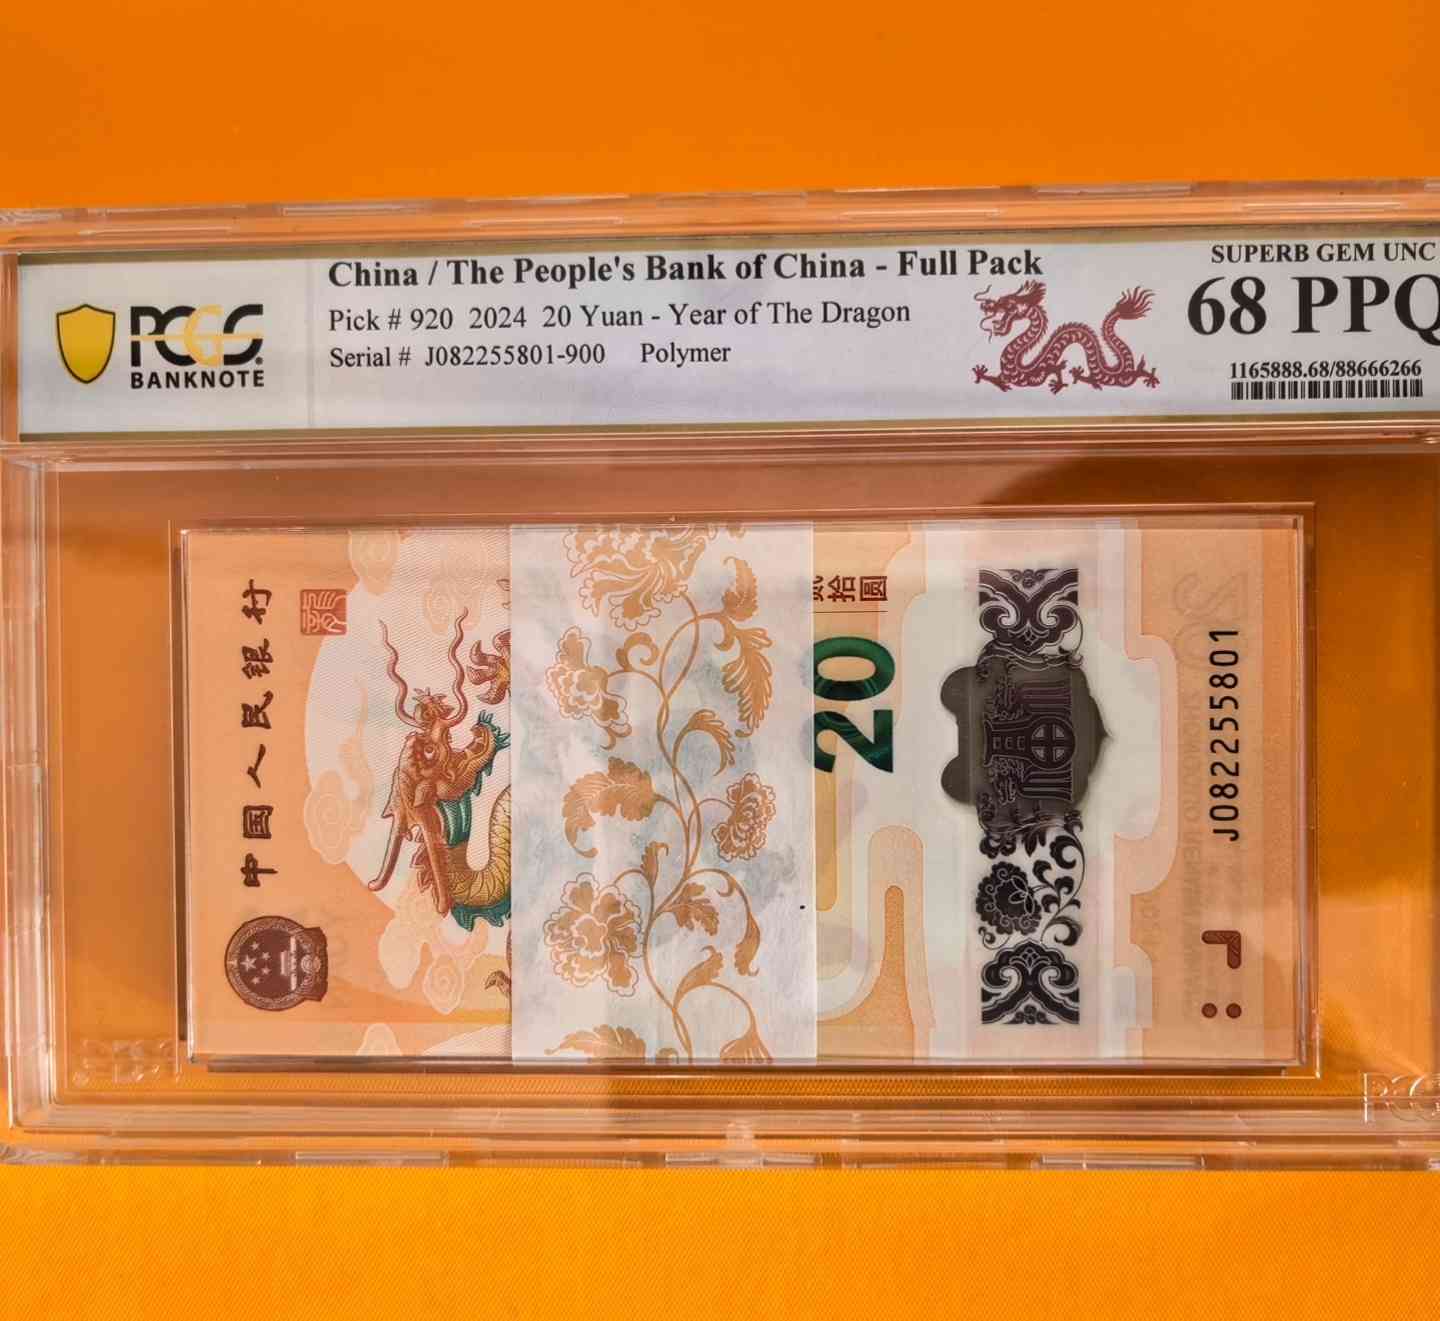 PCGS
BANKNOTE
China / The People's Bank of China - Full Pack
Pick # 920 2024 20 Yuan - Year of The Dragon
Serial # J082255801-900 Polymer
SUPERB GEM UNC
68 PPQ
1165888.68/88666266
中国人民银行
贰拾圆
20
J082255801